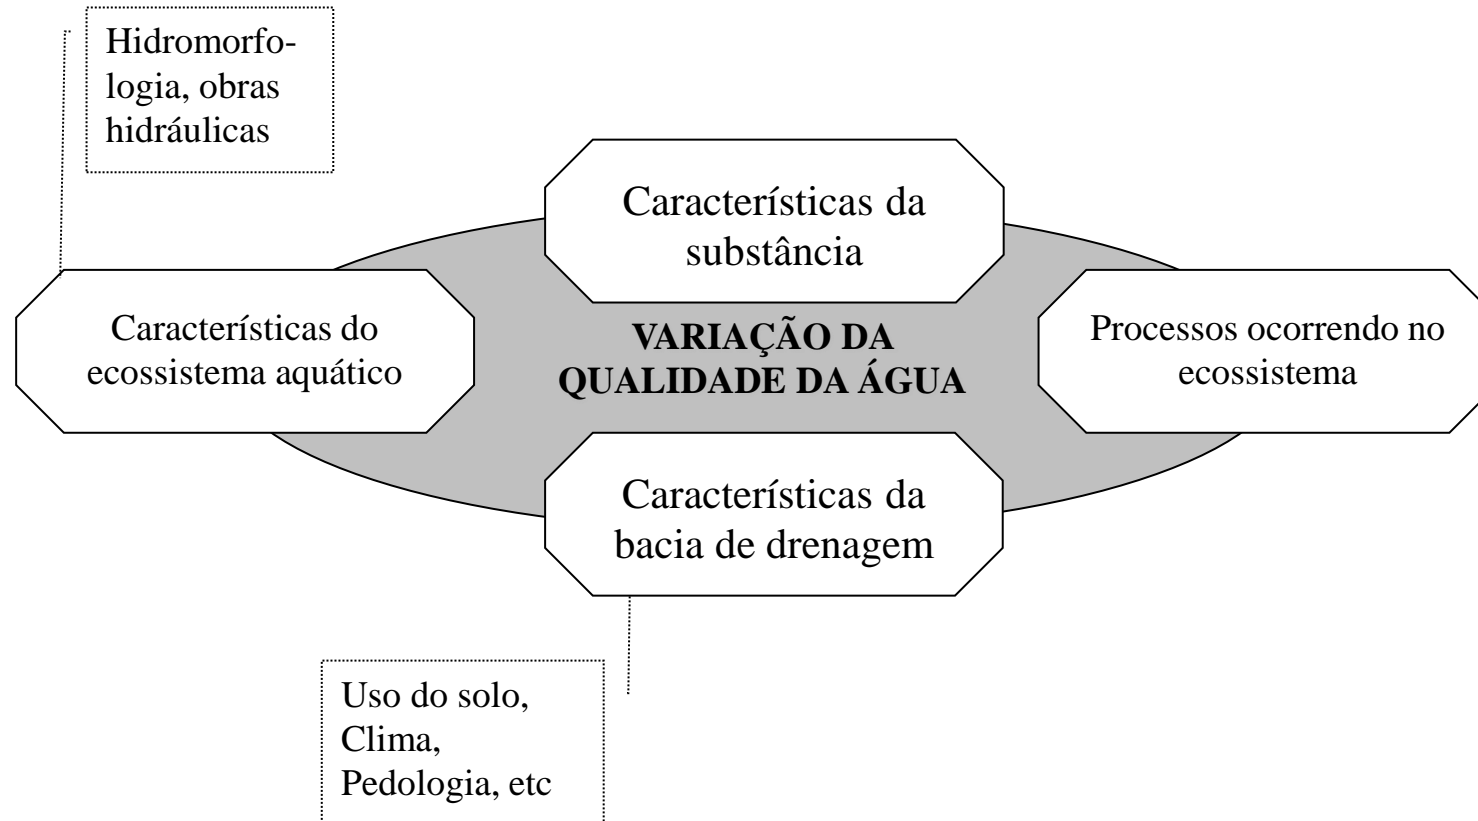 Hidromorfo-
logia, obras
hidráulicas
Características da
substância
Características do
ecossistema aquático
VARIAÇÃO DA
QUALIDADE DA ÁGUA
Processos ocorrendo no
ecossistema
Características da
bacia de drenagem
Uso do solo,
Clima,
Pedologia, etc